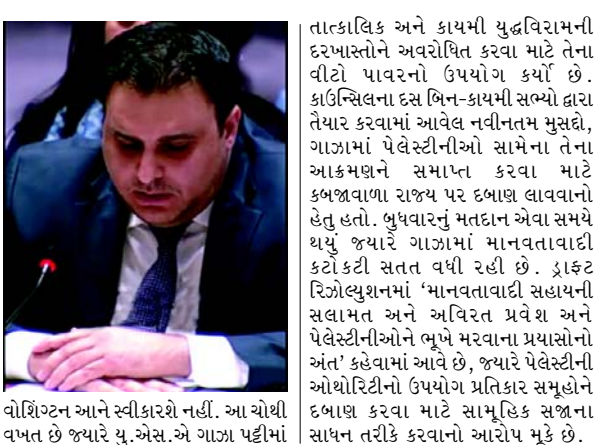 વોશિંગ્ટન આને સ્વીકારશે નહીં. આ ચોથી
વખત છે જ્યારે યુ.એસ.એ ગાઝા પટ્ટીમાં
તાત્કાલિક અને કાયમી યુદ્ધવિરામની
દરખાસ્તોને અવરોધિત કરવા માટે તેના
વીટો પાવરનો ઉપયોગ કર્યો છે.
કાઉન્સિલના દસ બિન-કાયમી સભ્યો દ્વારા
તૈયાર કરવામાં આવેલ નવીનતમ મુસદ્દો,
ગાઝામાં પેલેસ્ટીનીઓ સામેના તેના
આક્રમણને સમાપ્ત કરવા માટે
કબજાવાળા રાજ્ય પર દબાણ લાવવાનો
હેતુ હતો. બુધવારનું મતદાન એવા સમયે
થયું જ્યારે ગાઝામાં માનવતાવાદી
કટોકટી સતત વધી રહી છે. ડ્રાફ્ટ
રિઝોલ્યુશનમાં ‘માનવતાવાદી સહાયની
સલામત અને અવિરત પ્રવેશ અને
પેલેસ્ટીનીઓને ભૂખે મરવાના પ્રયાસોનો
અંત’ કહેવામાં આવે છે, જ્યારે પેલેસ્ટીની
ઓથોરિટીનો ઉપયોગ પ્રતિકાર સમૂહોને
દબાણ કરવા માટે સામૂહિક સજાના
સાધન તરીકે કરવાનો આરોપ મૂકે છે.